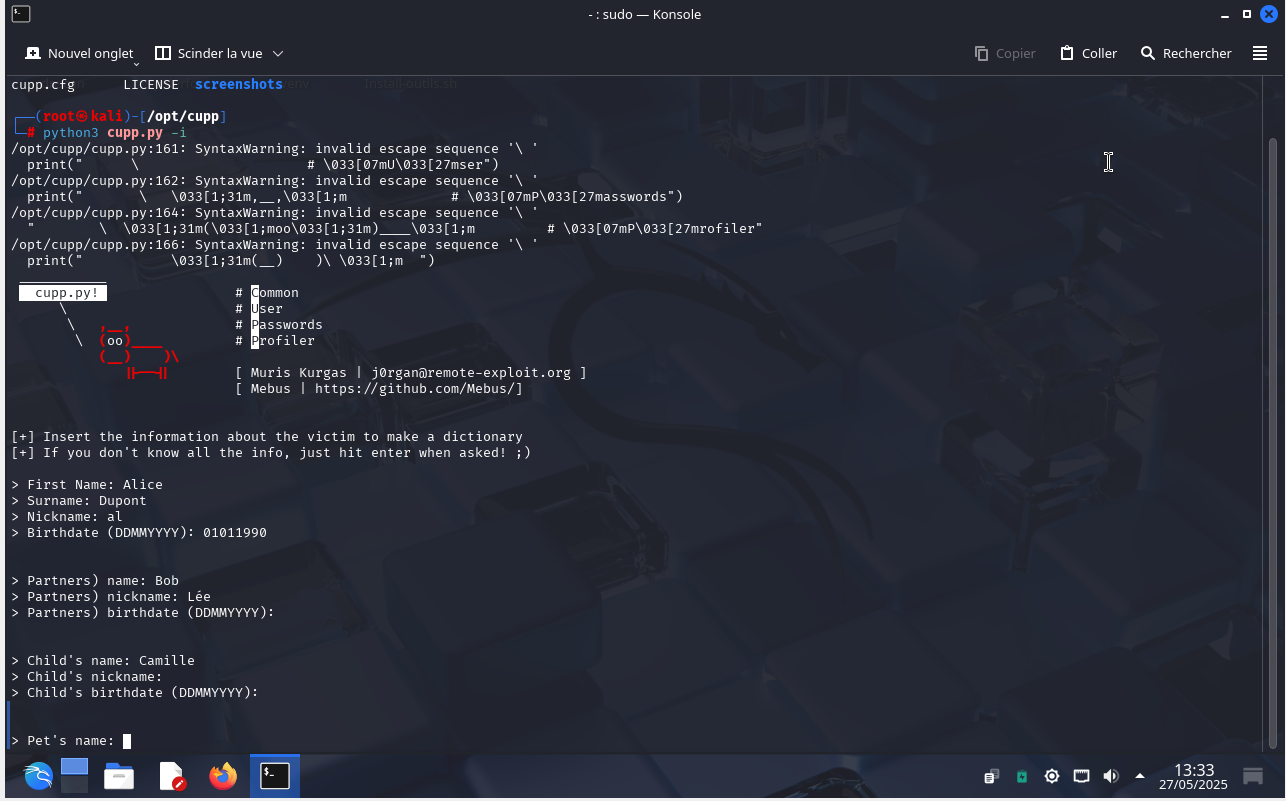 - : sudo — Konsole
Nouvel onglet Scinder la vue Copier Coller Rechercher
cupp.cfg LICENSE screenshots
install-outils.sh
┌──(root㉿kali)-[/opt/cupp]
└─# python3 cupp.py -i
/opt/cupp/cupp.py:161: SyntaxWarning: invalid escape sequence '\ '
print(" \ # \033[07mU\033[27mser")
/opt/cupp/cupp.py:162: SyntaxWarning: invalid escape sequence '\ '
print(" \ \033[1;31m,__,\033[1;m # \033[07mP\033[27masswords")
/opt/cupp/cupp.py:164: SyntaxWarning: invalid escape sequence '\ '
" \ \033[1;31m(\033[1;moo\033[1;31m)____\033[1;m # \033[07mP\033[27mrofiler"
/opt/cupp/cupp.py:166: SyntaxWarning: invalid escape sequence '\ '
print(" \033[1;31m(__) )\ \033[1;m ")
___________
cupp.py! # Common
\ # User
\ ,__, # Passwords
\ (oo)____ # Profiler
(__) )\
||--|| [ Muris Kurgas | j0rgan@remote-exploit.org ]
[ Mebus | https://github.com/Mebus/]
[+] Insert the information about the victim to make a dictionary
[+] If you don't know all the info, just hit enter when asked! ;)
> First Name: Alice
> Surname: Dupont
> Nickname: al
> Birthdate (DDMMYYYY): 01011990
> Partners) name: Bob
> Partners) nickname: Lée
> Partners) birthdate (DDMMYYYY):
> Child's name: Camille
> Child's nickname:
> Child's birthdate (DDMMYYYY):
> Pet's name:
13:33
27/05/2025